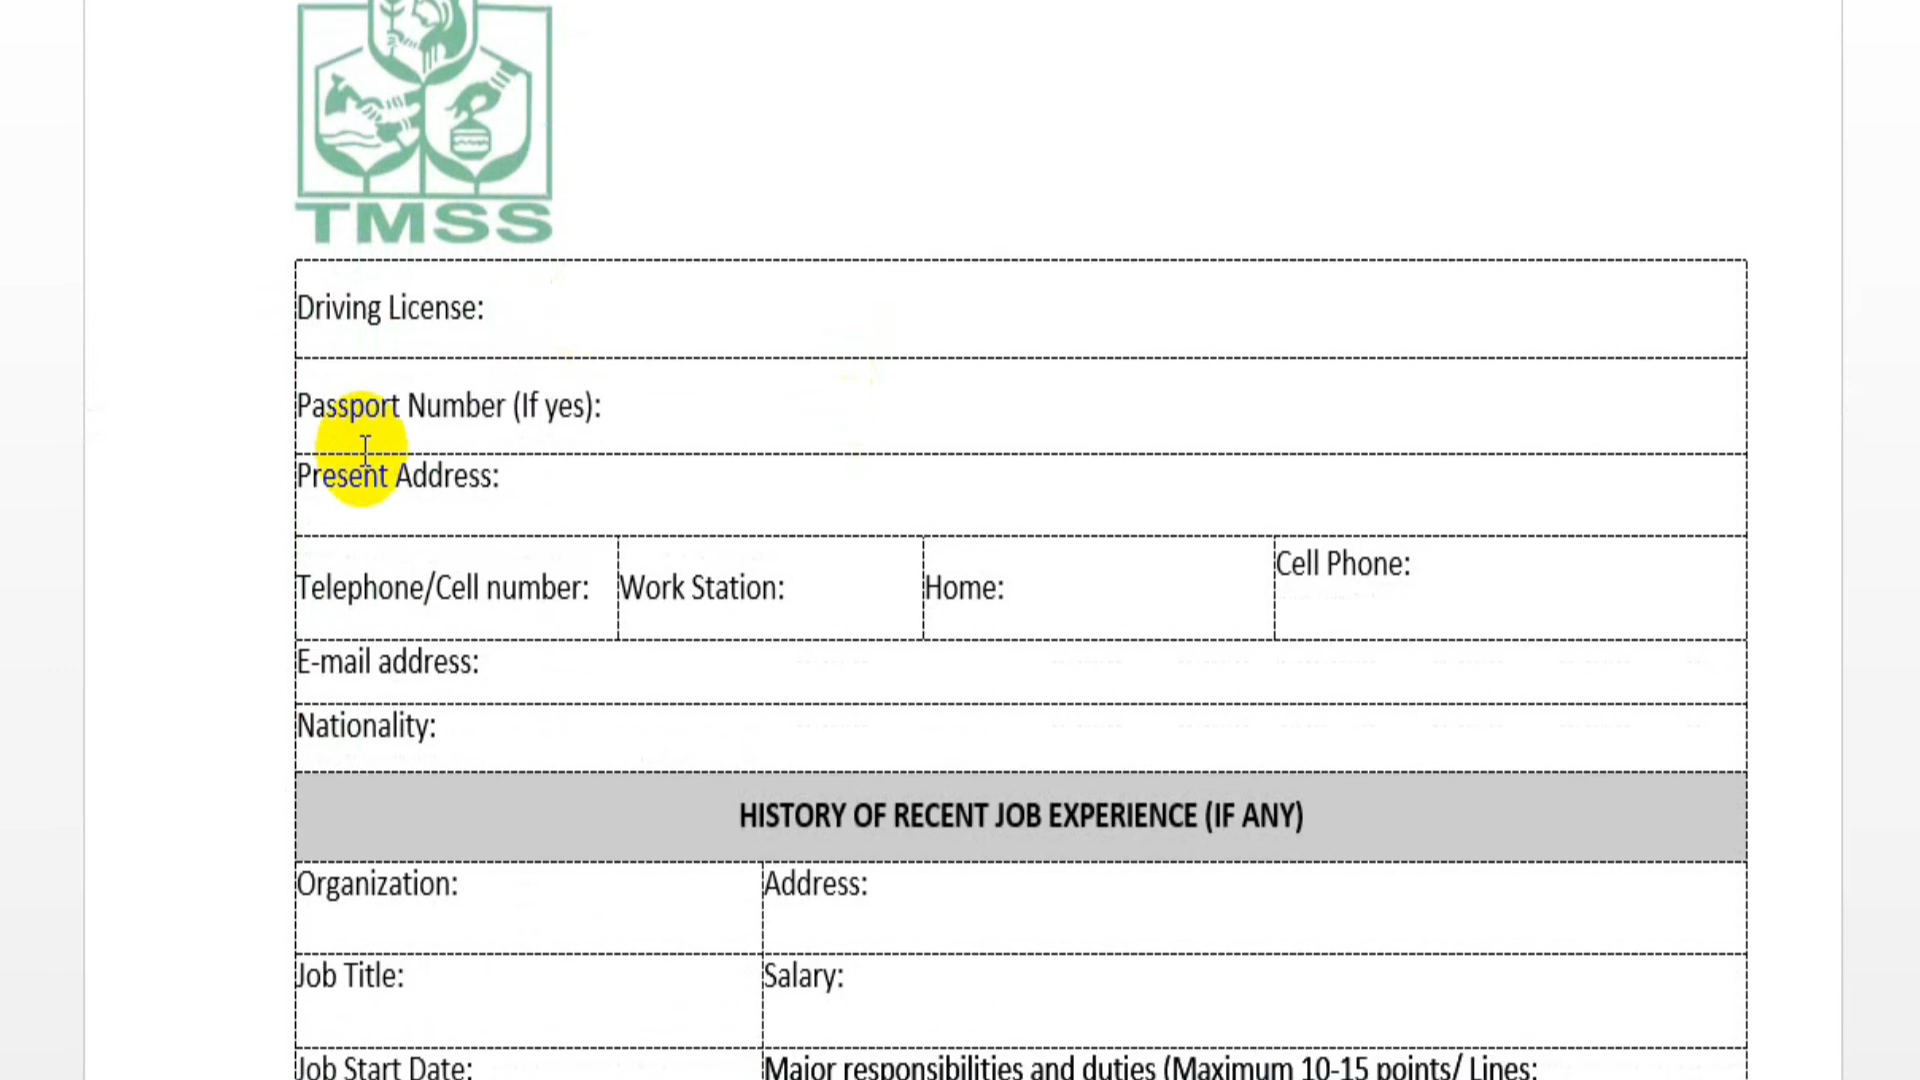 TMSS
Driving License:
Passport Number (If yes):
Present Address:
Telephone/Cell number: Work Station: Home: Cell Phone:
E-mail address:
Nationality:
HISTORY OF RECENT JOB EXPERIENCE (IF ANY)
Organization: Address:
Job Title: Salary:
Job Start Date: Major responsibilities and duties (Maximum 10-15 points/ Lines: